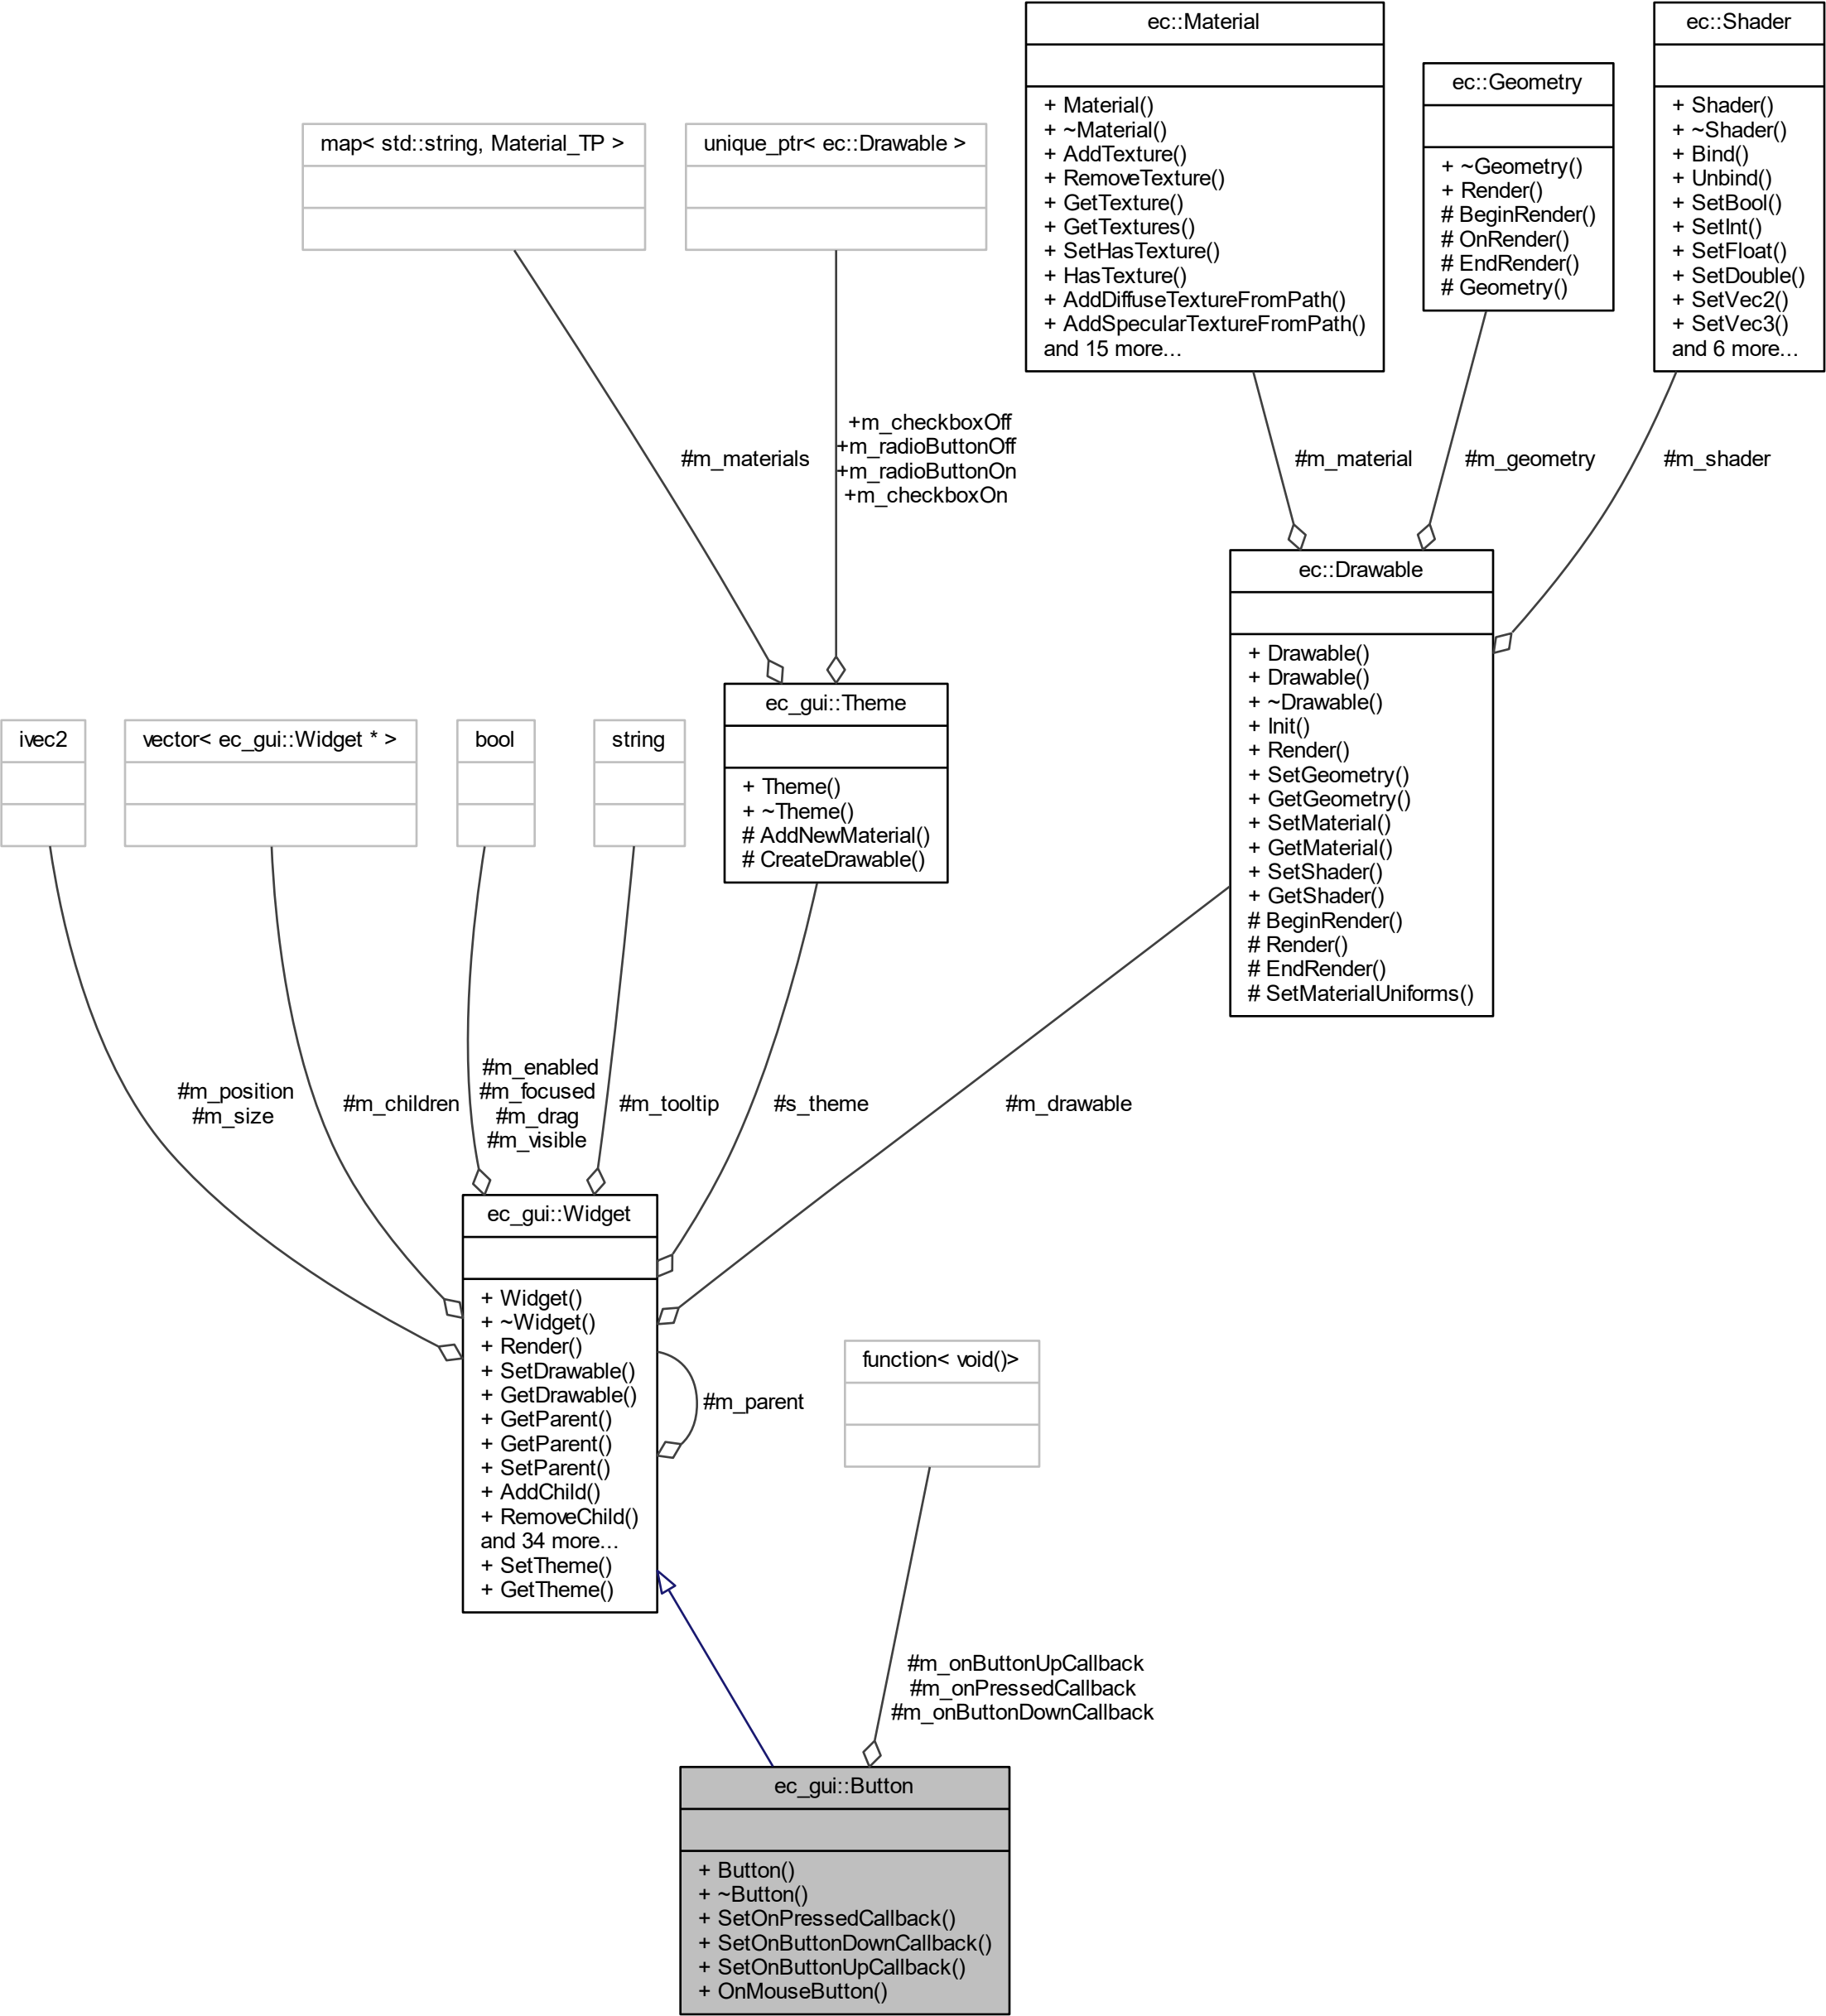 ec::Material
+ Material()
+ ~Material()
+ AddTexture()
+ RemoveTexture()
+ GetTexture()
+ GetTextures()
+ SetHasTexture()
+ HasTexture()
+ AddDiffuseTextureFromPath()
+ AddSpecularTextureFromPath()
and 15 more...
ec::Geometry
+ ~Geometry()
+ Render()
# BeginRender()
# OnRender()
# EndRender()
# Geometry()
ec::Shader
+ Shader()
+ ~Shader()
+ Bind()
+ Unbind()
+ SetBool()
+ SetInt()
+ SetFloat()
+ SetDouble()
+ SetVec2()
+ SetVec3()
and 6 more...
map< std::string, Material_TP >
unique_ptr< ec::Drawable >
#m_materials
+m_checkboxOff
+m_radioButtonOff
+m_radioButtonOn
+m_checkboxOn
#m_material
#m_geometry
#m_shader
ec::Drawable
+ Drawable()
+ Drawable()
+ ~Drawable()
+ Init()
+ Render()
+ SetGeometry()
+ GetGeometry()
+ SetMaterial()
+ GetMaterial()
+ SetShader()
+ GetShader()
# BeginRender()
# Render()
# EndRender()
# SetMaterialUniforms()
ivec2
vector< ec_gui::Widget * >
bool
string
ec_gui::Theme
+ Theme()
+ ~Theme()
# AddNewMaterial()
# CreateDrawable()
#m_position
#m_size
#m_children
#m_enabled
#m_focused
#m_drag
#m_visible
#m_tooltip
#s_theme
#m_drawable
ec_gui::Widget
+ Widget()
+ ~Widget()
+ Render()
+ SetDrawable()
+ GetDrawable()
+ GetParent()
+ GetParent()
+ SetParent()
+ AddChild()
+ RemoveChild()
and 34 more...
+ SetTheme()
+ GetTheme()
#m_parent
function< void()>
#m_onButtonUpCallback
#m_onPressedCallback
#m_onButtonDownCallback
ec_gui::Button
+ Button()
+ ~Button()
+ SetOnPressedCallback()
+ SetOnButtonDownCallback()
+ SetOnButtonUpCallback()
+ OnMouseButton()